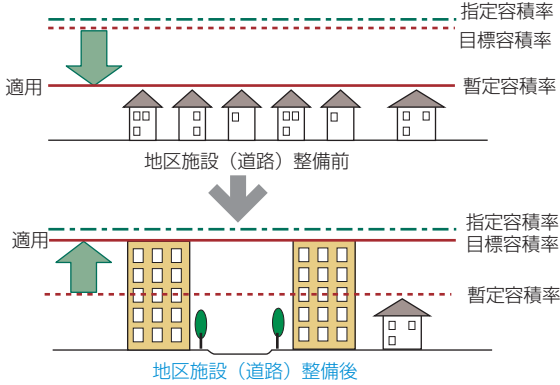 指定容積率
目標容積率
適用
暫定容積率
地区施設（道路）整備前
指定容積率
適用
目標容積率
暫定容積率
地区施設（道路）整備後